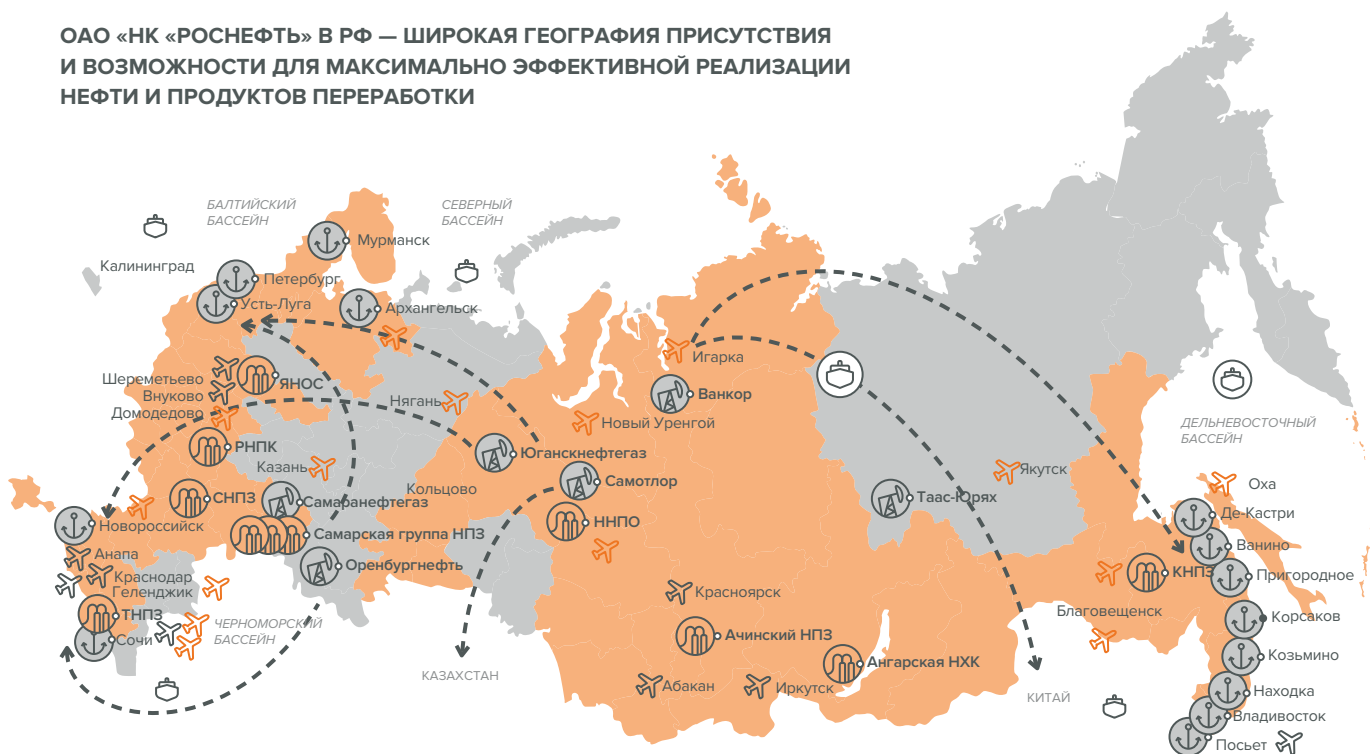 ОАО «НК «РОСНЕФТЬ» В РФ — ШИРОКАЯ ГЕОГРАФИЯ ПРИСУТСТВИЯ
И ВОЗМОЖНОСТИ ДЛЯ МАКСИМАЛЬНО ЭФФЕКТИВНОЙ РЕАЛИЗАЦИИ
НЕФТИ И ПРОДУКТОВ ПЕРЕРАБОТКИ
БАЛТИЙСКИЙ
БАССЕЙН
СЕВЕРНЫЙ
БАССЕЙН
Мурманск
Калининград
Петербург
Усть-Луга
Архангельск
Игарка
Шереметьево
Внуково
Домодедово
ЯНОС
Нягань
Ванкор
Новый Уренгой
ДЕЛЬНЕВОСТОЧНЫЙ
БАССЕЙН
РНПК
Казань
Юганскнефтегаз
Якутск
Кольцово
Самотлор
Оха
СНПЗ
Самаранефтегаз
Таас-Юрях
Де-Кастри
Новороссийск
Самарская группа НПЗ
ННПО
Ванино
Анапа
Оренбургнефть
Краснодар
Геленджик
КНПЗ
Пригородное
Красноярск
ТНПЗ
Благовещенск
Корсаков
ЧЕРНОМОРСКИЙ
БАССЕЙН
Сочи
Ачинский НПЗ
Козьмино
Ангарская НХК
КАЗАХСТАН
Абакан
Иркутск
КИТАЙ
Находка
Владивосток
Посьет